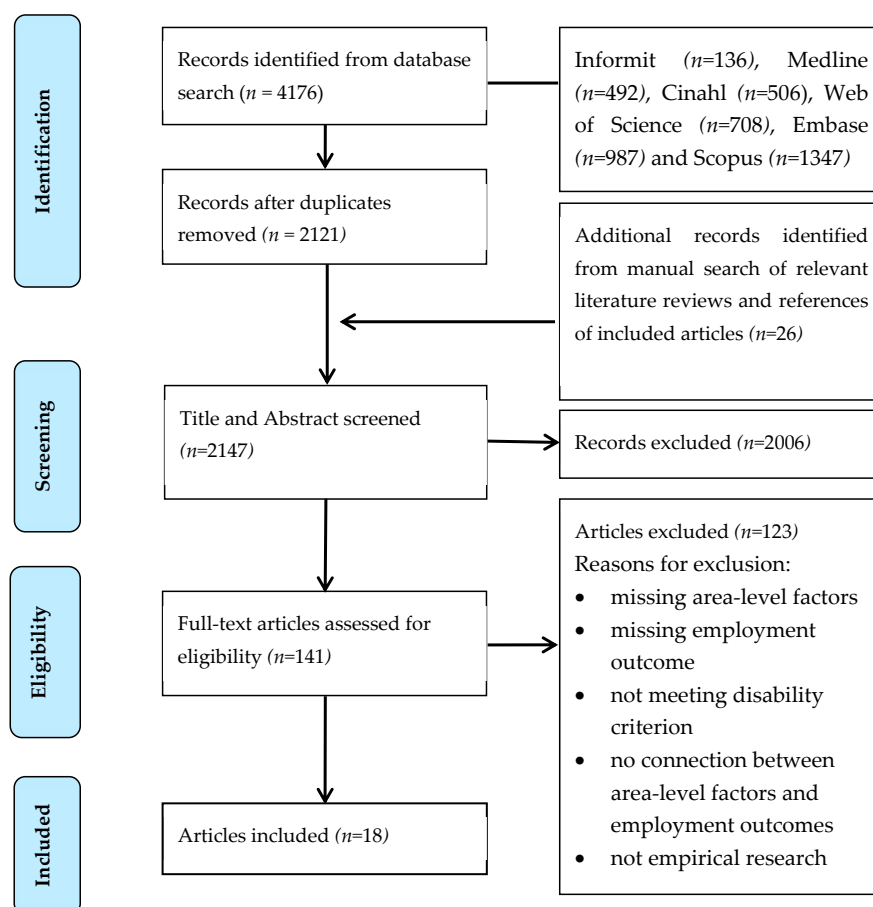 Identification
Records identified from database
search (n = 4176)
Informit (n=136), Medline
(n=492), Cinahl (n=506), Web
of Science (n=708), Embase
(n=987) and Scopus (n=1347)
Records after duplicates
removed (n = 2121)
Additional records identified
from manual search of relevant
literature reviews and references
of included articles (n=26)
Screening
Title and Abstract screened
(n=2147)
Records excluded (n=2006)
Eligibility
Full-text articles assessed for
eligibility (n=141)
Articles excluded (n=123)
Reasons for exclusion:
• missing area-level factors
• missing employment
outcome
• not meeting disability
criterion
• no connection between
area-level factors and
employment outcomes
• not empirical research
Included
Articles included (n=18)